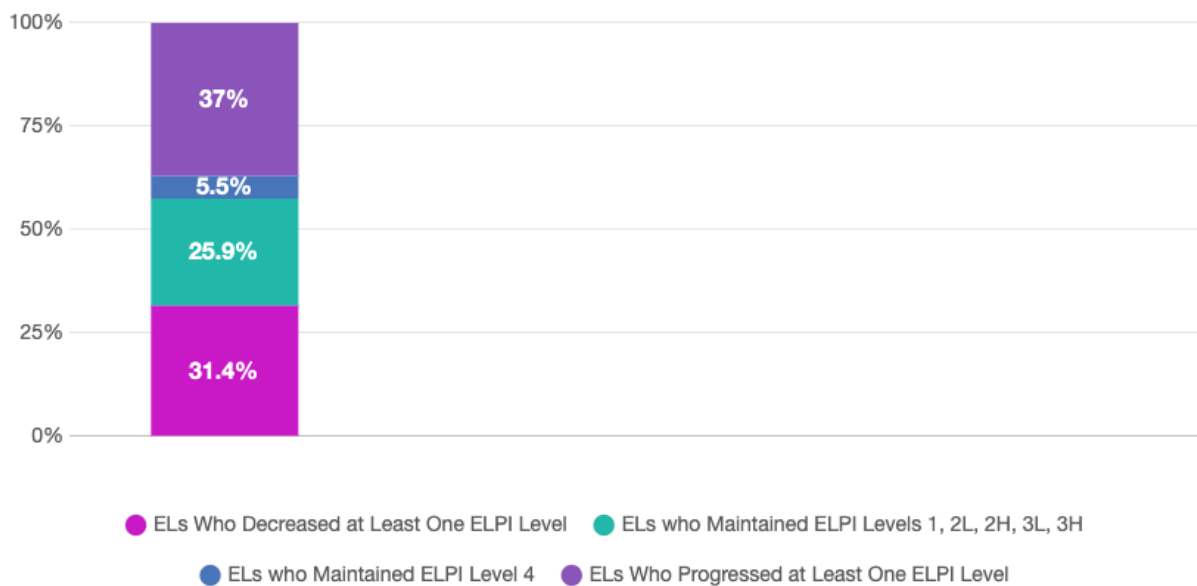 100%
37%
75%
5.5%
50%
25.9%
25%
31.4%
0%
ELs Who Decreased at Least One ELPI Level
ELs who Maintained ELPI Levels 1, 2L, 2H, 3L, 3H
ELs who Maintained ELPI Level 4
ELs Who Progressed at Least One ELPI Level